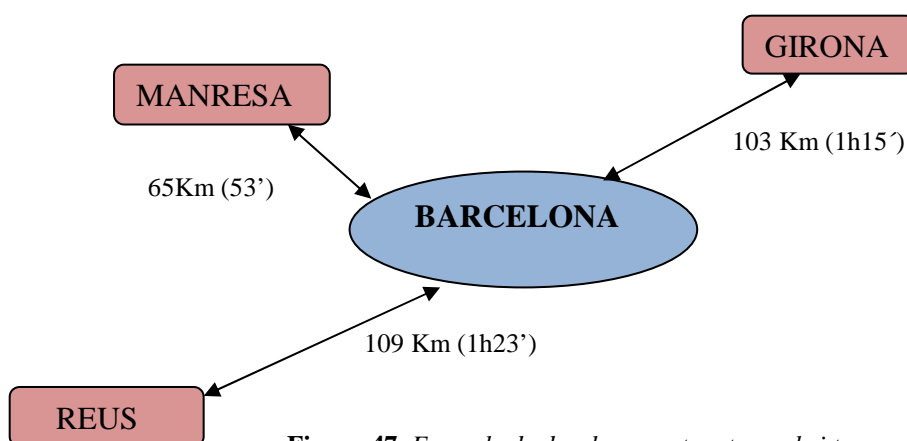 GIRONA
MANRESA
103 Km (1h15´)
65Km (53’)
BARCELONA
109 Km (1h23’)
REUS